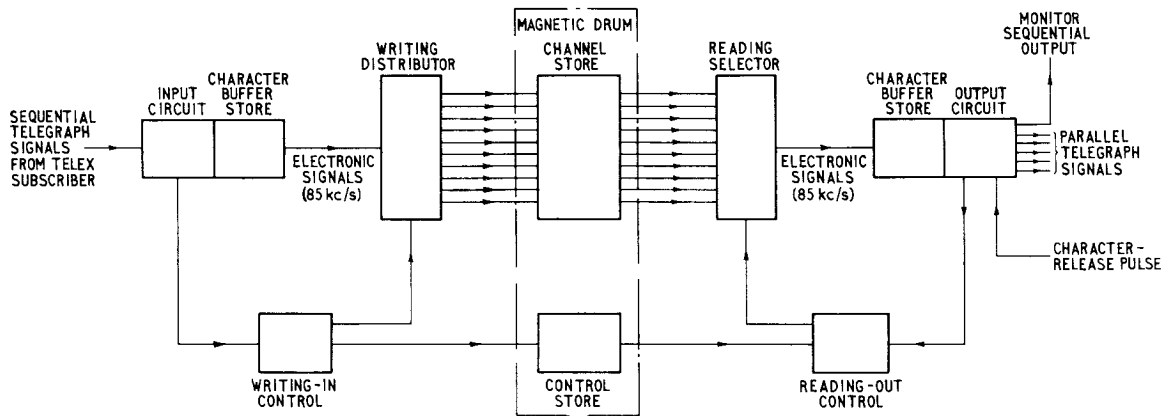 MAGNETIC DRUM
MONITOR
SEQUENTIAL
OUTPUT
WRITING
DISTRIBUTOR
CHANNEL
STORE
READING
SELECTOR
INPUT
CIRCUIT
CHARACTER
BUFFER
STORE
CHARACTER
BUFFER
STORE
OUTPUT
CIRCUIT
SEQUENTIAL
TELEGRAPH
SIGNALS
FROM TELEX
SUBSCRIBER
ELECTRONIC
SIGNALS
(85 kc/s)
ELECTRONIC
SIGNALS
(85 kc/s)
PARALLEL
TELEGRAPH
SIGNALS
CHARACTER-
RELEASE PULSE
WRITING-IN
CONTROL
CONTROL
STORE
READING-OUT
CONTROL